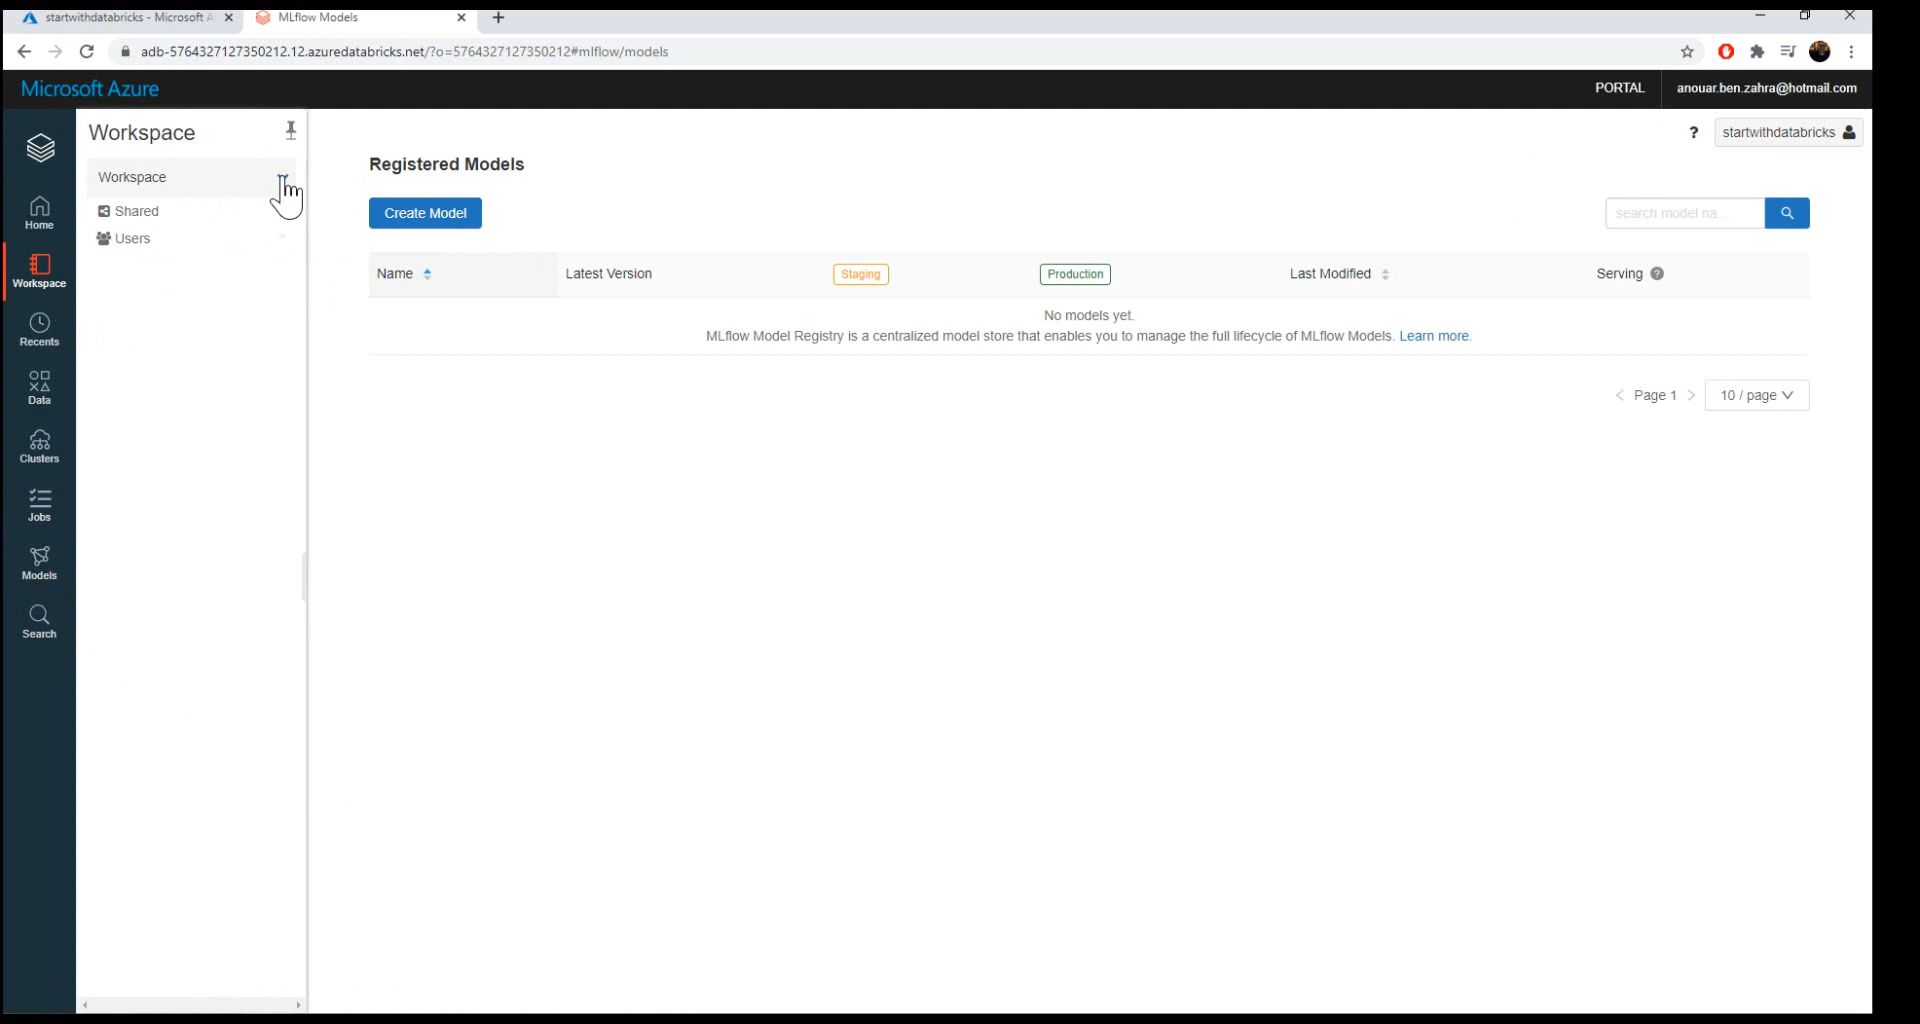 startwithdatabricks - Microsoft A
MLflow Models
adb-5764327127350212.12.azuredatabricks.net/?o=5764327127350212#mlflow/models
Microsoft Azure
PORTAL
anouar.ben.zahra@hotmail.com
Workspace
? startwithdatabricks
Workspace
Shared
Users
Home
Workspace
Recents
Data
Clusters
Jobs
Models
Search
Registered Models
Create Model
search model na...
Name Latest Version Staging Production Last Modified Serving ?
No models yet.
MLflow Model Registry is a centralized model store that enables you to manage the full lifecycle of MLflow Models. Learn more.
< Page 1 > 10 / page